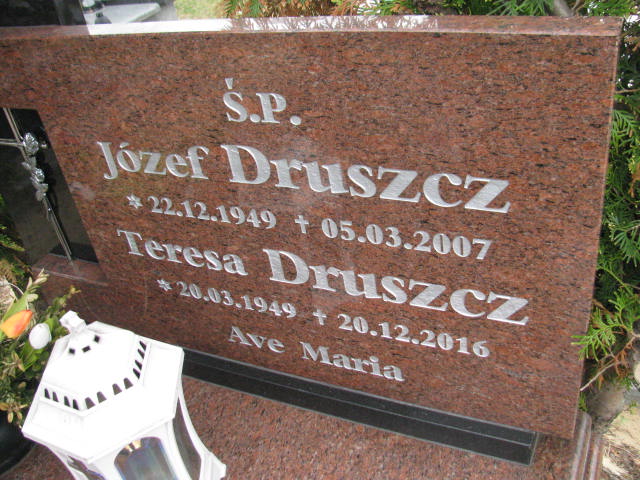 Ś.P.
Józef Druszcz
* 22.12.1949 † 05.03.2007
Teresa Druszcz
* 20.03.1949 † 20.12.2016
Ave Maria